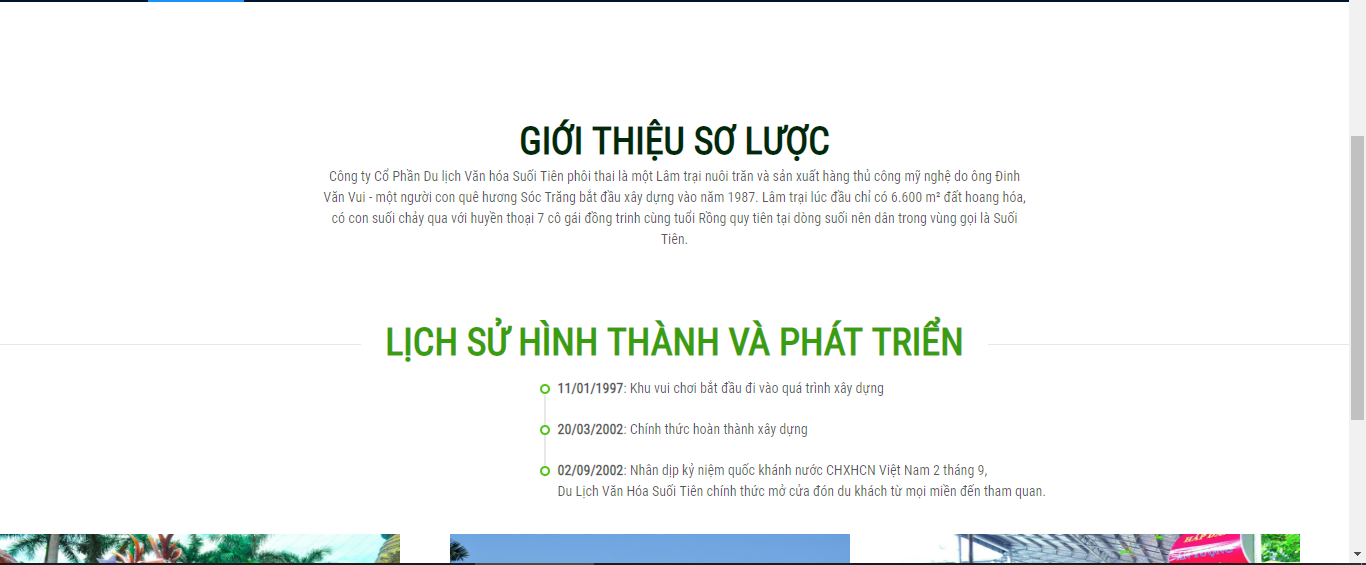 GIỚI THIỆU SƠ LƯỢC
Công ty Cổ Phần Du lịch Văn hóa Suối Tiên phôi thai là một Lâm trại nuôi trăn và sản xuất hàng thủ công mỹ nghệ do ông Đinh
Văn Vui - một người con quê hương Sóc Trăng bắt đầu xây dựng vào năm 1987. Lâm trại lúc đầu chỉ có 6.600 m² đất hoang hóa,
có con suối chảy qua với huyền thoại 7 cô gái đồng trinh cùng tuổi Rồng quy tiên tại dòng suối nên dân trong vùng gọi là Suối
Tiên.
LỊCH SỬ HÌNH THÀNH VÀ PHÁT TRIỂN
11/01/1997: Khu vui chơi bắt đầu đi vào quá trình xây dựng
20/03/2002: Chính thức hoàn thành xây dựng
02/09/2002: Nhân dịp kỷ niệm quốc khánh nước CHXHCN Việt Nam 2 tháng 9,
Du Lịch Văn Hóa Suối Tiên chính thức mở cửa đón du khách từ mọi miền đến tham quan.